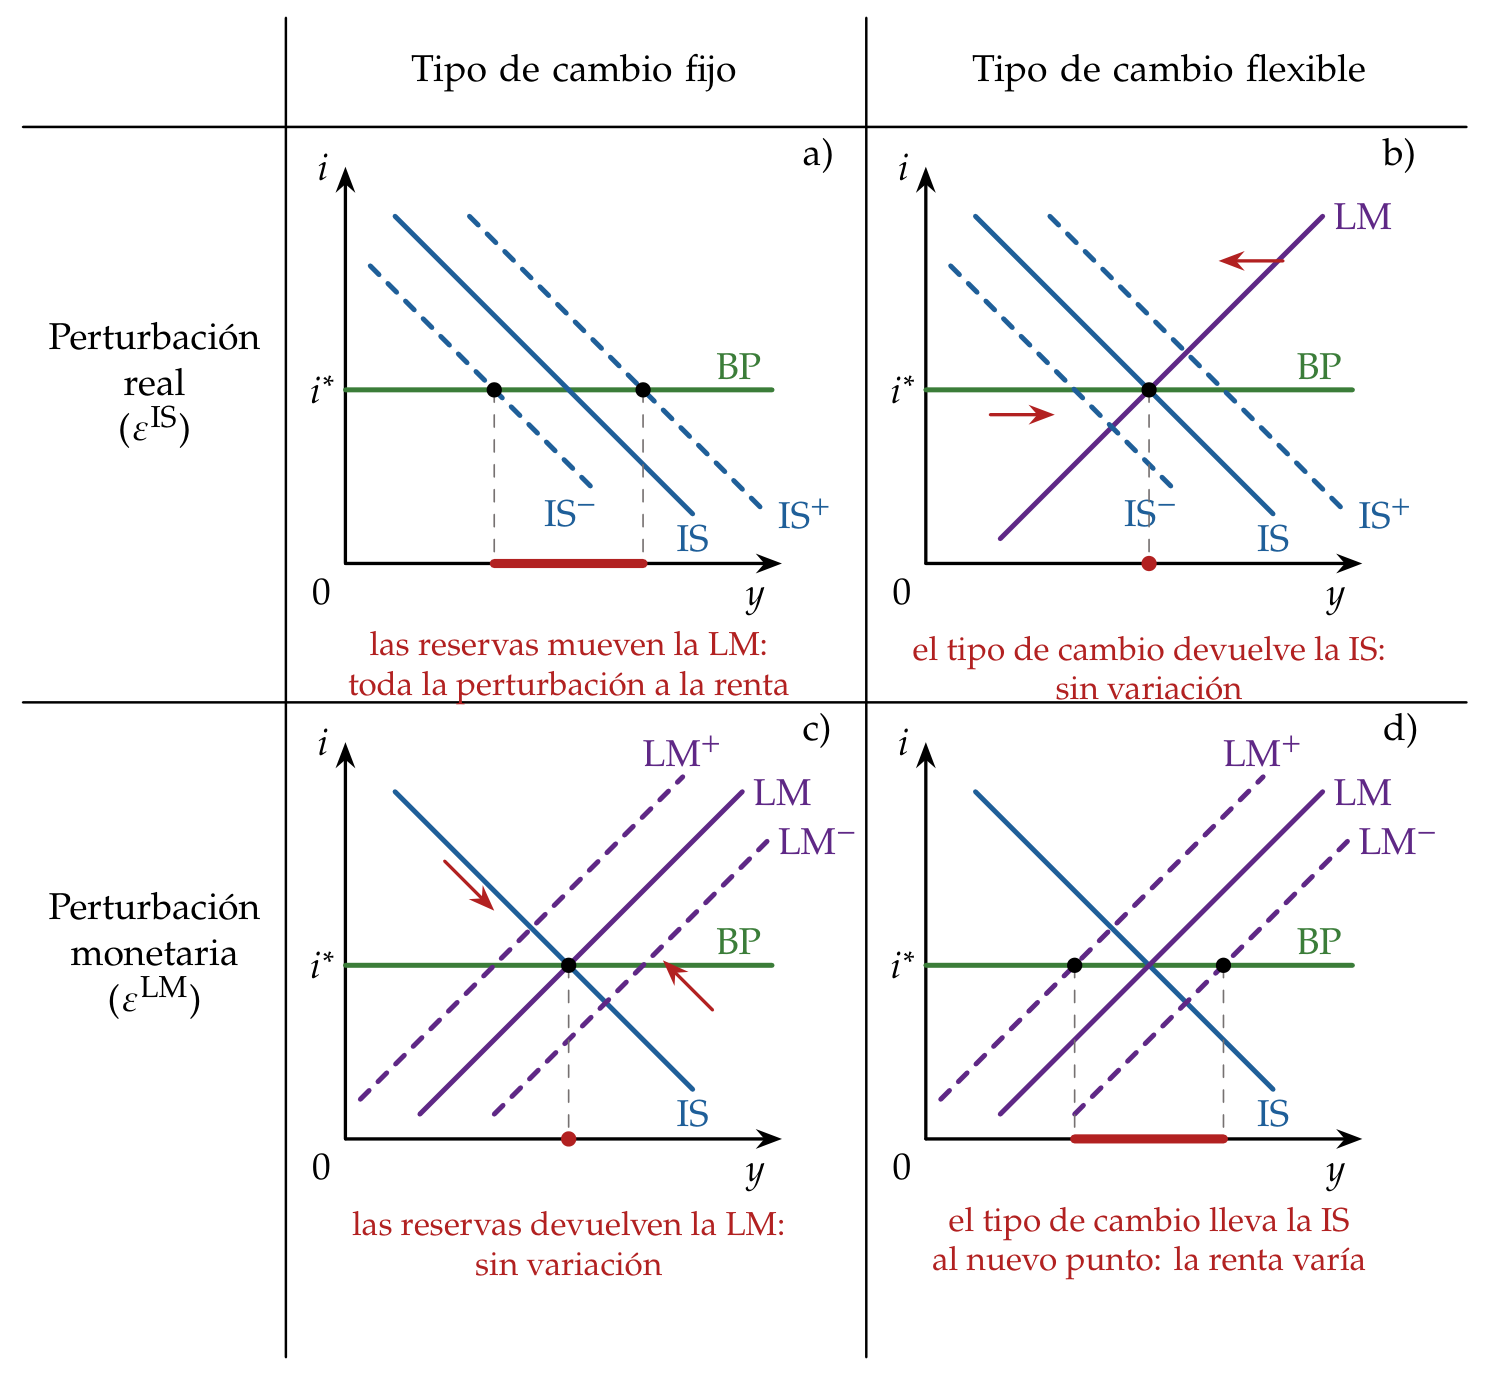 Tipo de cambio fijo
Tipo de cambio flexible
Perturbación
real
(ε^IS)
a)
i
i*
BP
IS⁻
IS
IS⁺
0
y
las reservas mueven la LM:
toda la perturbación a la renta
b)
i
LM
i*
BP
IS⁻
IS
IS⁺
0
y
el tipo de cambio devuelve la IS:
sin variación
Perturbación
monetaria
(ε^LM)
c)
i
LM⁺
LM
LM⁻
i*
BP
IS
0
y
las reservas devuelven la LM:
sin variación
d)
i
LM⁺
LM
LM⁻
i*
BP
IS
0
y
el tipo de cambio lleva la IS
al nuevo punto: la renta varía